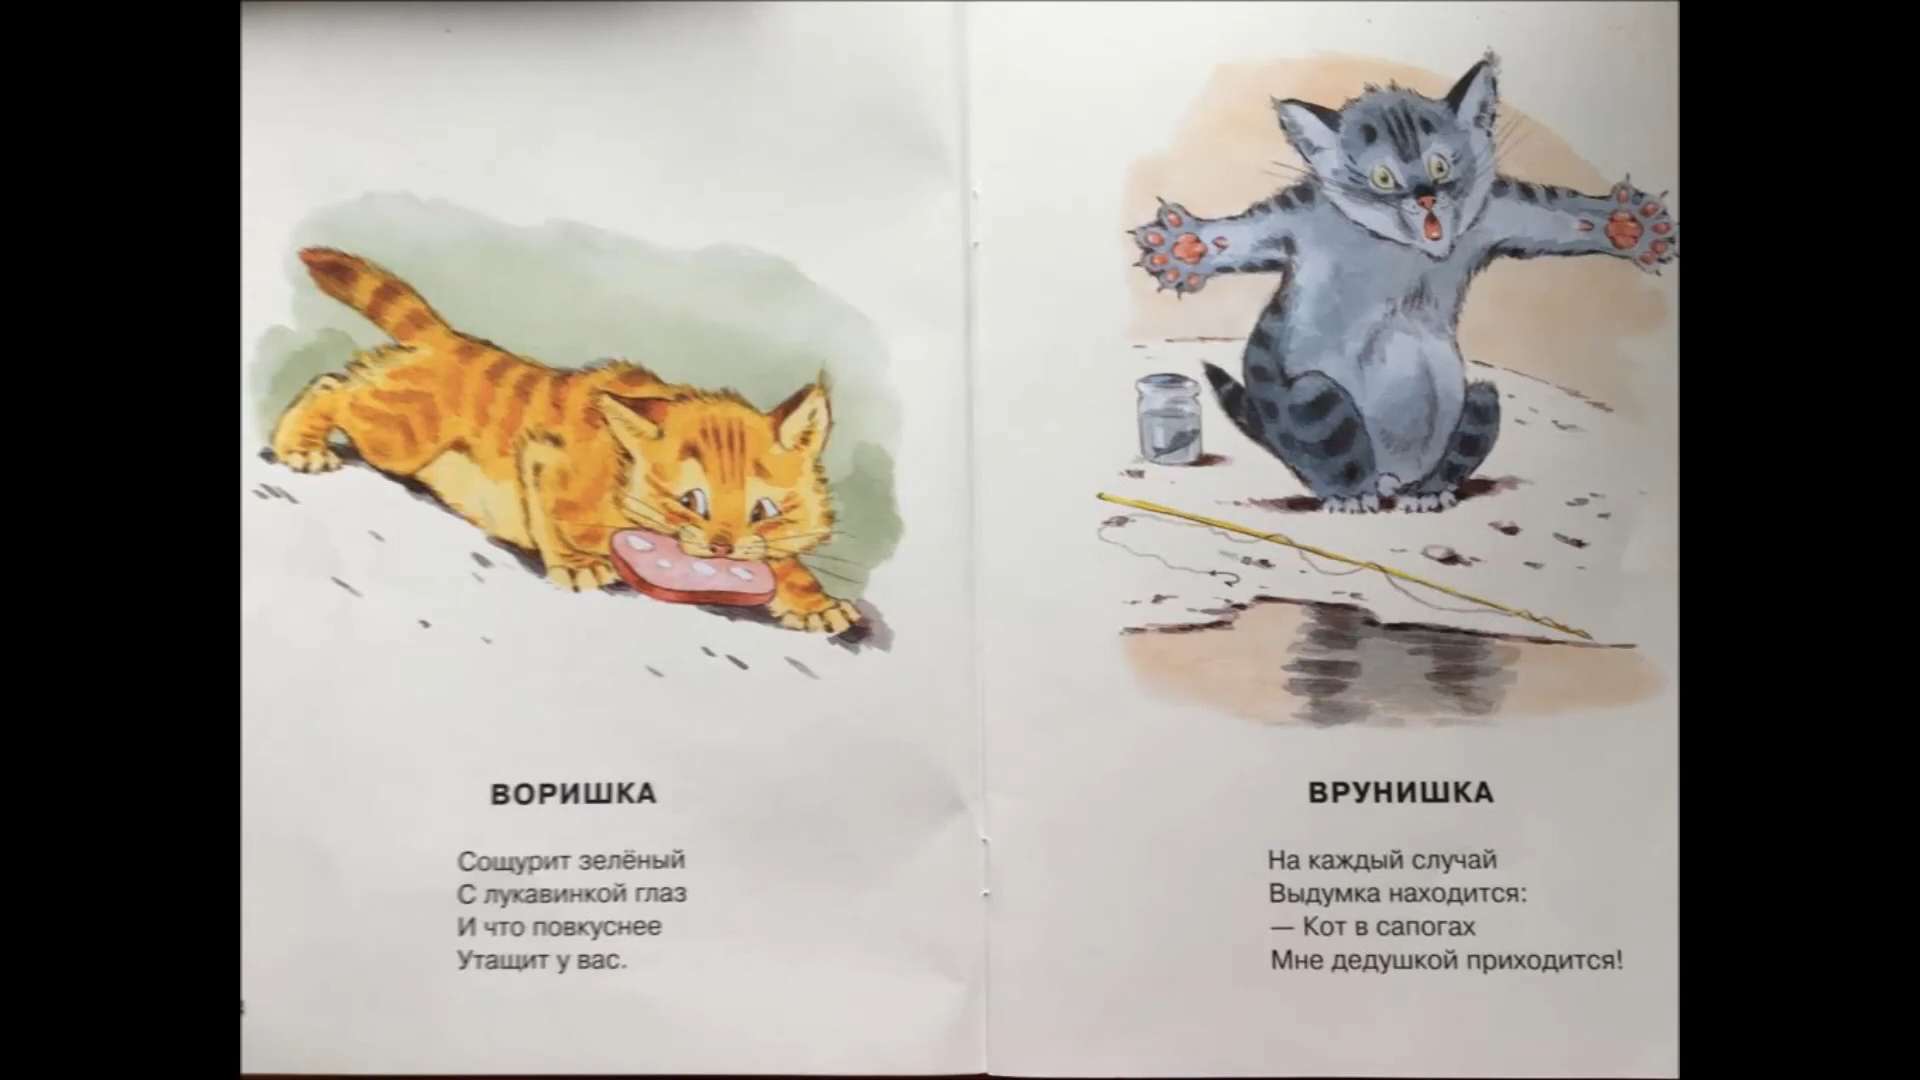 ВОРИШКА
Сощурит зелёный
С лукавинкой глаз
И что повкуснее
Утащит у вас.
ВРУНИШКА
На каждый случай
Выдумка находится:
— Кот в сапогах
Мне дедушкой приходится!